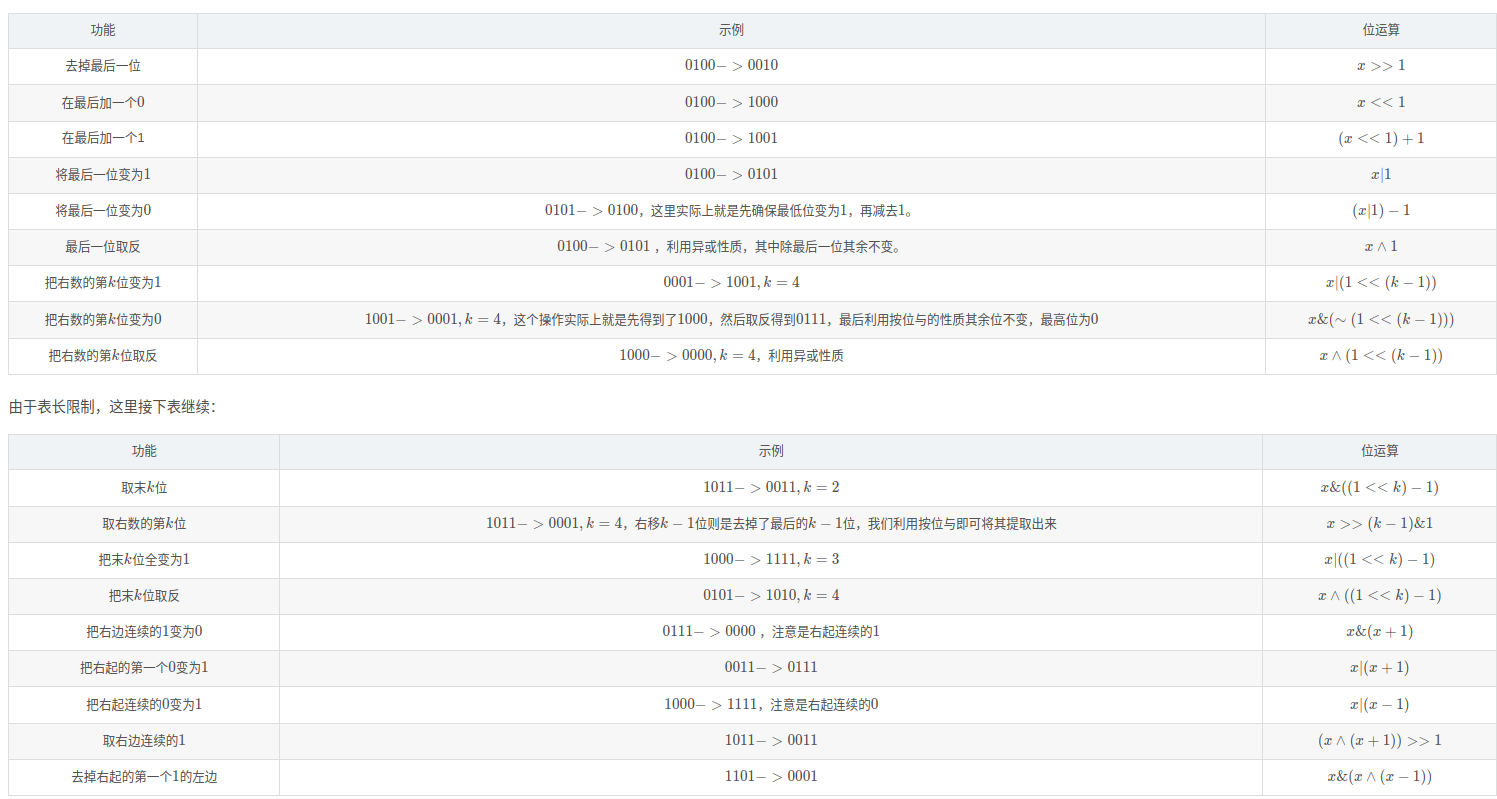 功能 示例 位运算
去掉最后一位 0100− > 0010 x >> 1
在最后加一个0 0100− > 1000 x << 1
在最后加一个1 0100− > 1001 (x << 1) + 1
将最后一位变为1 0100− > 0101 x|1
将最后一位变为0 0101− > 0100，这里实际上就是先确保最低位变为1，再减去1。 (x|1) − 1
最后一位取反 0100− > 0101 ，利用异或性质，其中除最后一位其余不变。 x ∧ 1
把右数的第k位变为1 0001− > 1001, k = 4 x|(1 << (k − 1))
把右数的第k位变为0 1001− > 0001, k = 4，这个操作实际上就是先得到了1000，然后取反得到0111，最后利用按位与的性质其余位不变，最高位为0 x&(∼ (1 << (k − 1)))
把右数的第k位取反 1000− > 0000, k = 4，利用异或性质 x ∧ (1 << (k − 1))
由于表长限制，这里接下表继续：
功能 示例 位运算
取末k位 1011− > 0011, k = 2 x&((1 << k) − 1)
取右数的第k位 1011− > 0001, k = 4，右移k − 1位则是去掉了最后的k − 1位，我们利用按位与即可将其提取出来 x >> (k − 1)&1
把末k位全变为1 1000− > 1111, k = 3 x|((1 << k) − 1)
把末k位取反 0101− > 1010, k = 4 x ∧ ((1 << k) − 1)
把右边连续的1变为0 0111− > 0000 ，注意是右起连续的1 x&(x + 1)
把右起的第一个0变为1 0011− > 0111 x|(x + 1)
把右起连续的0变为1 1000− > 1111，注意是右起连续的0 x|(x − 1)
取右边连续的1 1011− > 0011 (x ∧ (x + 1)) >> 1
去掉右起的第一个1的左边 1101− > 0001 x&(x ∧ (x − 1))